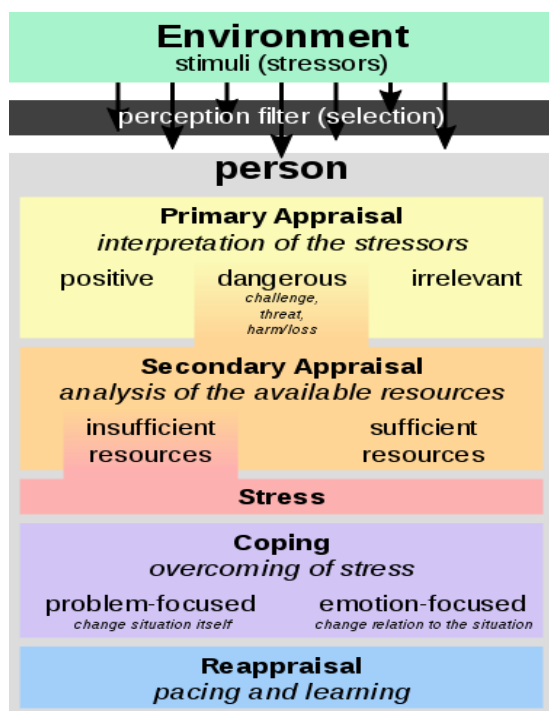 Environment
stimuli (stressors)
perception filter (selection)
person
Primary Appraisal
interpretation of the stressors
positive dangerous irrelevant
challenge,
threat,
harm/loss
Secondary Appraisal
analysis of the available resources
insufficient sufficient
resources resources
Stress
Coping
overcoming of stress
problem-focused emotion-focused
change situation itself change relation to the situation
Reappraisal
pacing and learning